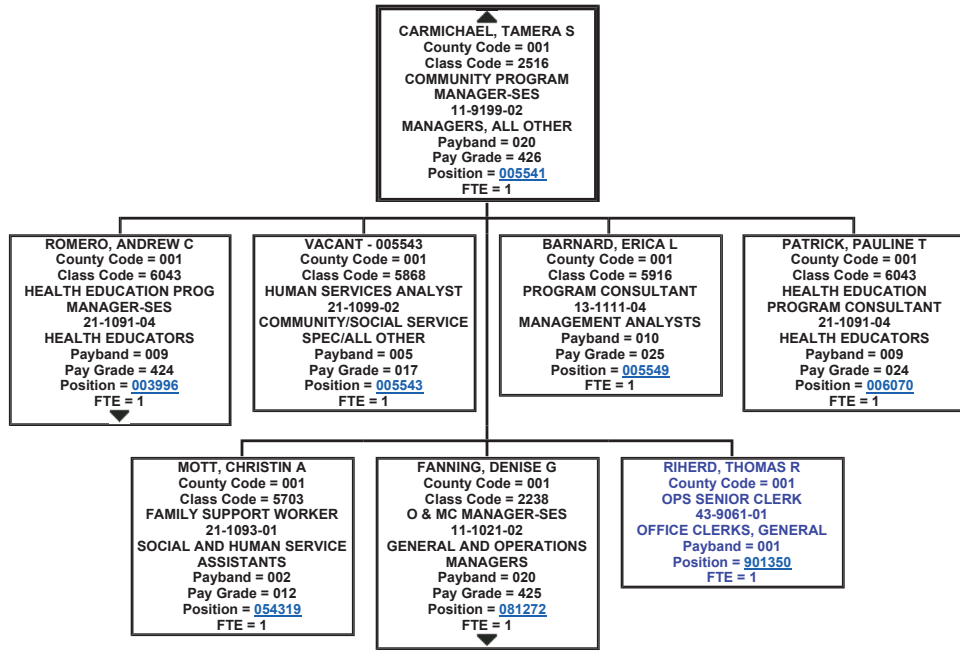 CARMICHAEL, TAMERA S
County Code = 001
Class Code = 2516
COMMUNITY PROGRAM
MANAGER-SES
11-9199-02
MANAGERS, ALL OTHER
Payband = 020
Pay Grade = 426
Position = 005541
FTE = 1
ROMERO, ANDREW C
County Code = 001
Class Code = 6043
HEALTH EDUCATION PROG
MANAGER-SES
21-1091-04
HEALTH EDUCATORS
Payband = 009
Pay Grade = 424
Position = 003996
FTE = 1
VACANT - 005543
County Code = 001
Class Code = 5868
HUMAN SERVICES ANALYST
21-1099-02
COMMUNITY/SOCIAL SERVICE
SPEC/ALL OTHER
Payband = 005
Pay Grade = 017
Position = 005543
FTE = 1
BARNARD, ERICA L
County Code = 001
Class Code = 5916
PROGRAM CONSULTANT
13-1111-04
MANAGEMENT ANALYSTS
Payband = 010
Pay Grade = 025
Position = 005549
FTE = 1
PATRICK, PAULINE T
County Code = 001
Class Code = 6043
HEALTH EDUCATION
PROGRAM CONSULTANT
21-1091-04
HEALTH EDUCATORS
Payband = 009
Pay Grade = 024
Position = 006070
FTE = 1
MOTT, CHRISTIN A
County Code = 001
Class Code = 5703
FAMILY SUPPORT WORKER
21-1093-01
SOCIAL AND HUMAN SERVICE
ASSISTANTS
Payband = 002
Pay Grade = 012
Position = 054319
FTE = 1
FANNING, DENISE G
County Code = 001
Class Code = 2238
O & MC MANAGER-SES
11-1021-02
GENERAL AND OPERATIONS
MANAGERS
Payband = 020
Pay Grade = 425
Position = 081272
FTE = 1
RIHERD, THOMAS R
County Code = 001
OPS SENIOR CLERK
43-9061-01
OFFICE CLERKS, GENERAL
Payband = 001
Position = 901350
FTE = 1